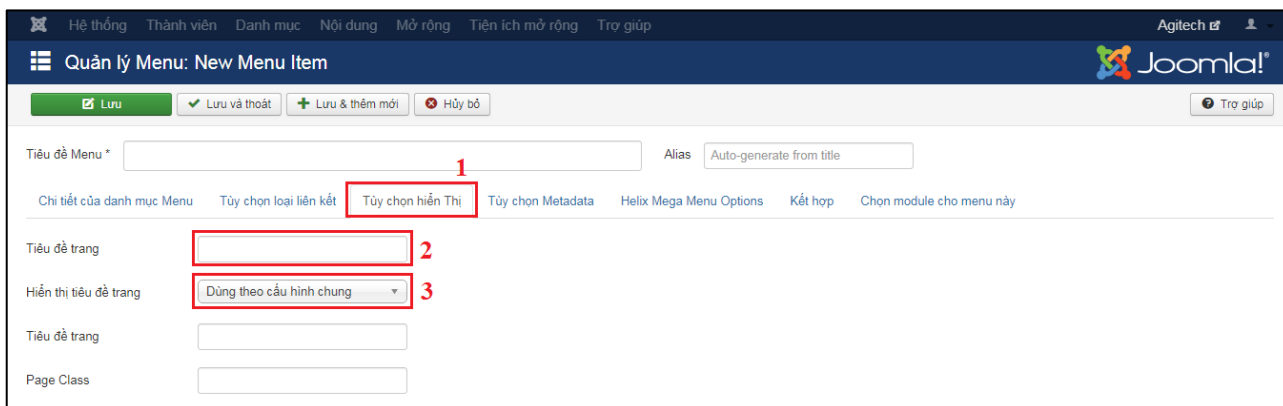 Hệ thống Thành viên Danh mục Nội dung Mở rộng Tiện ích mở rộng Trợ giúp Agitech
Quản lý Menu: New Menu Item Joomla!®
Lưu Lưu và thoát Lưu & thêm mới Hủy bỏ Trợ giúp
Tiêu đề Menu * Alias Auto-generate from title
1
Chi tiết của danh mục Menu Tùy chọn loại liên kết Tùy chọn hiển Thị Tùy chọn Metadata Helix Mega Menu Options Kết hợp Chọn module cho menu này
Tiêu đề trang 2
Hiển thị tiêu đề trang Dùng theo cấu hình chung 3
Tiêu đề trang
Page Class